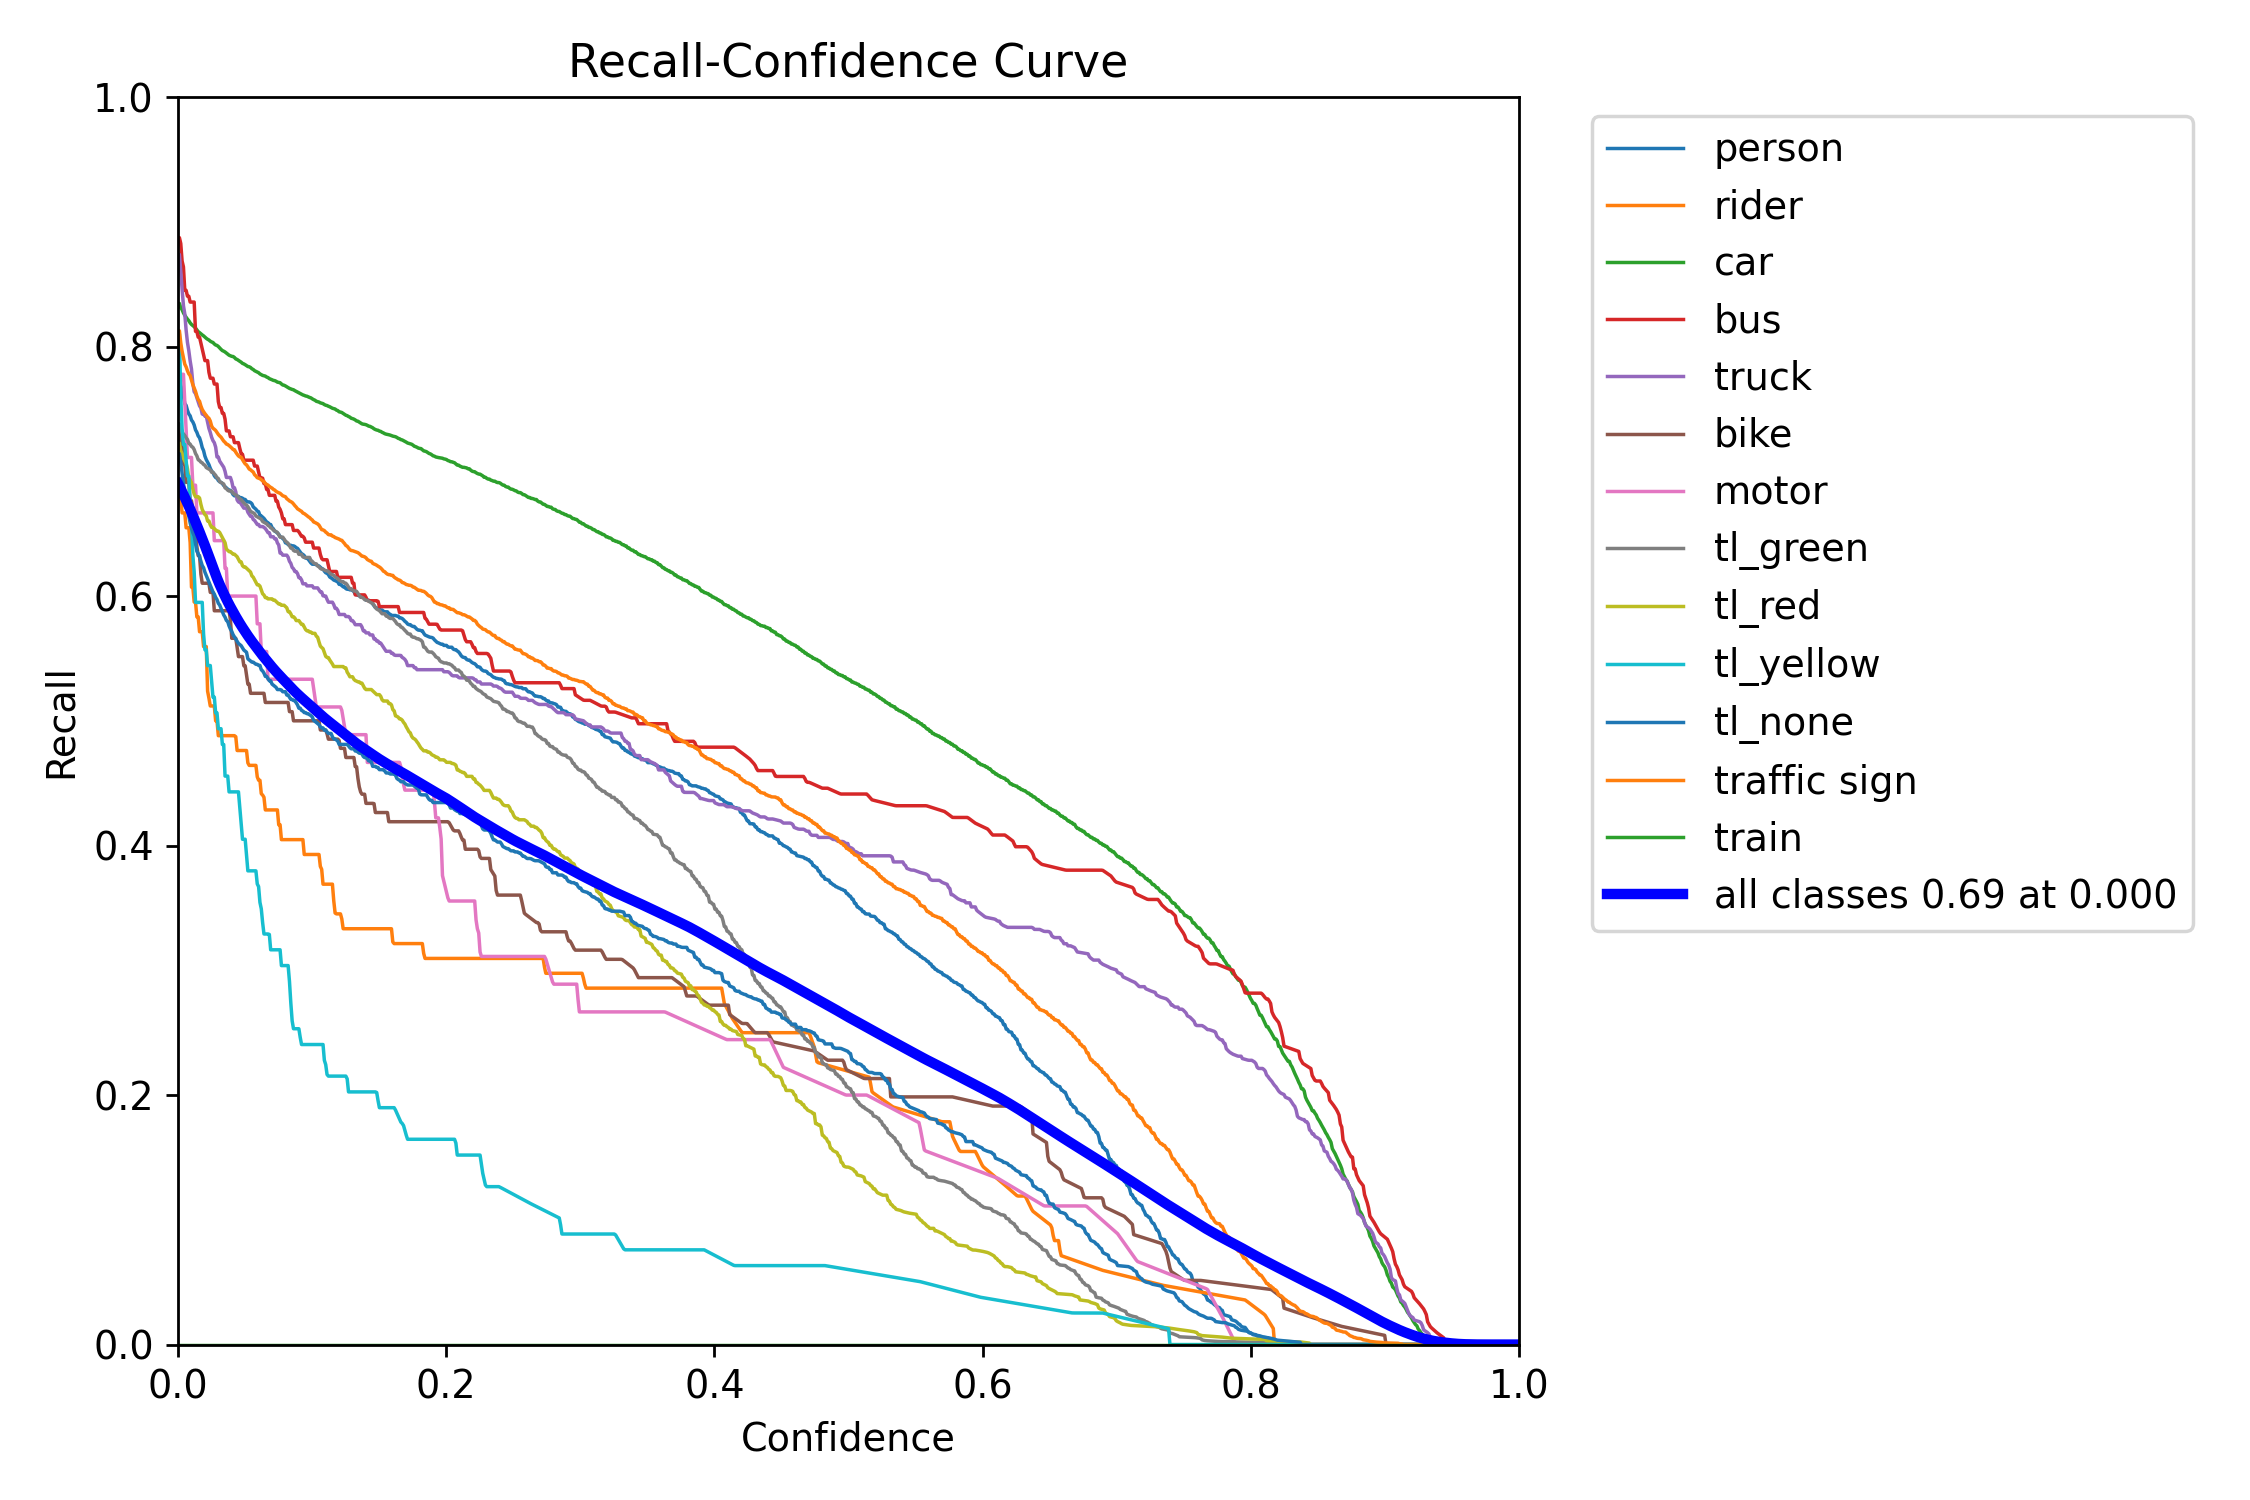 Recall-Confidence Curve
1.0
0.8
0.6
0.4
0.2
0.0
Recall
0.0 0.2 0.4 0.6 0.8 1.0
Confidence
person
rider
car
bus
truck
bike
motor
tl_green
tl_red
tl_yellow
tl_none
traffic sign
train
all classes 0.69 at 0.000